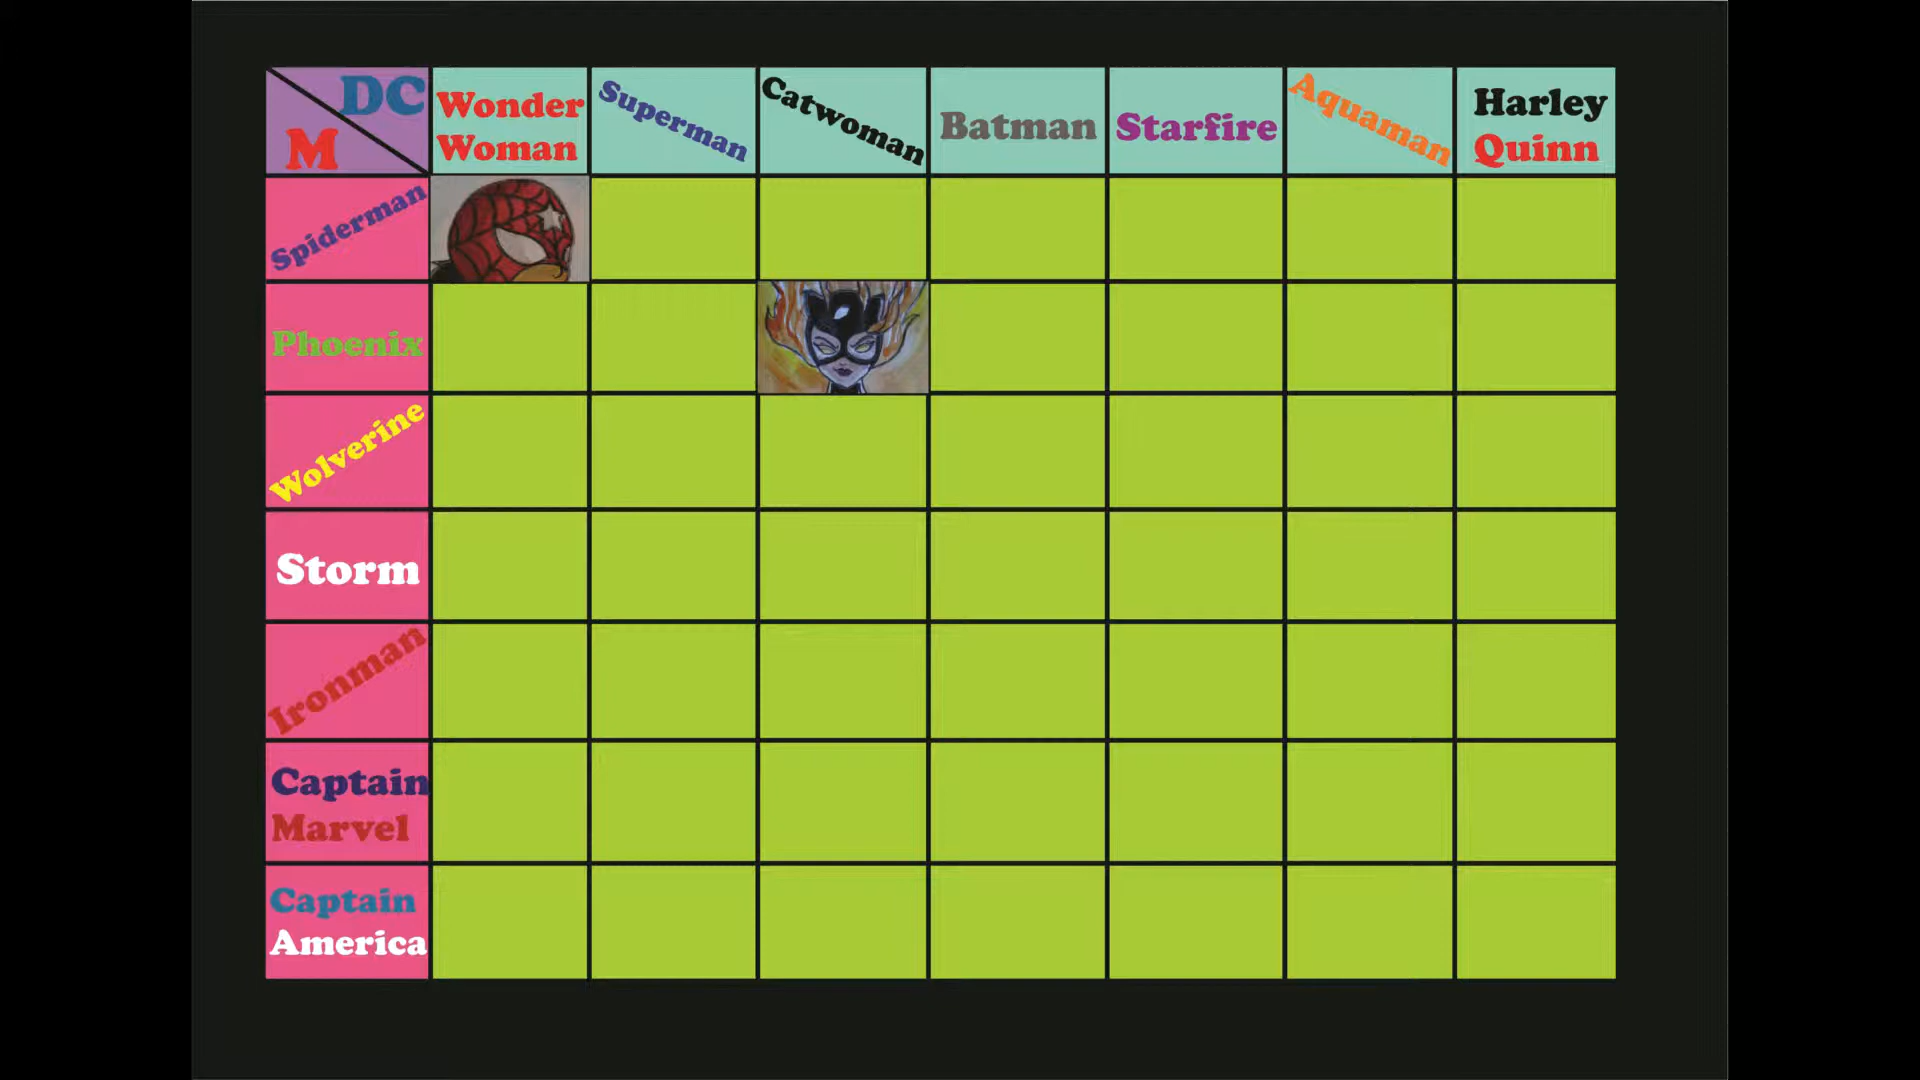 DC
M
Wonder
Woman
Superman
Catwoman
Batman
Starfire
Aquaman
Harley
Quinn
Spiderman
Phoenix
Wolverine
Storm
Ironman
Captain
Marvel
Captain
America